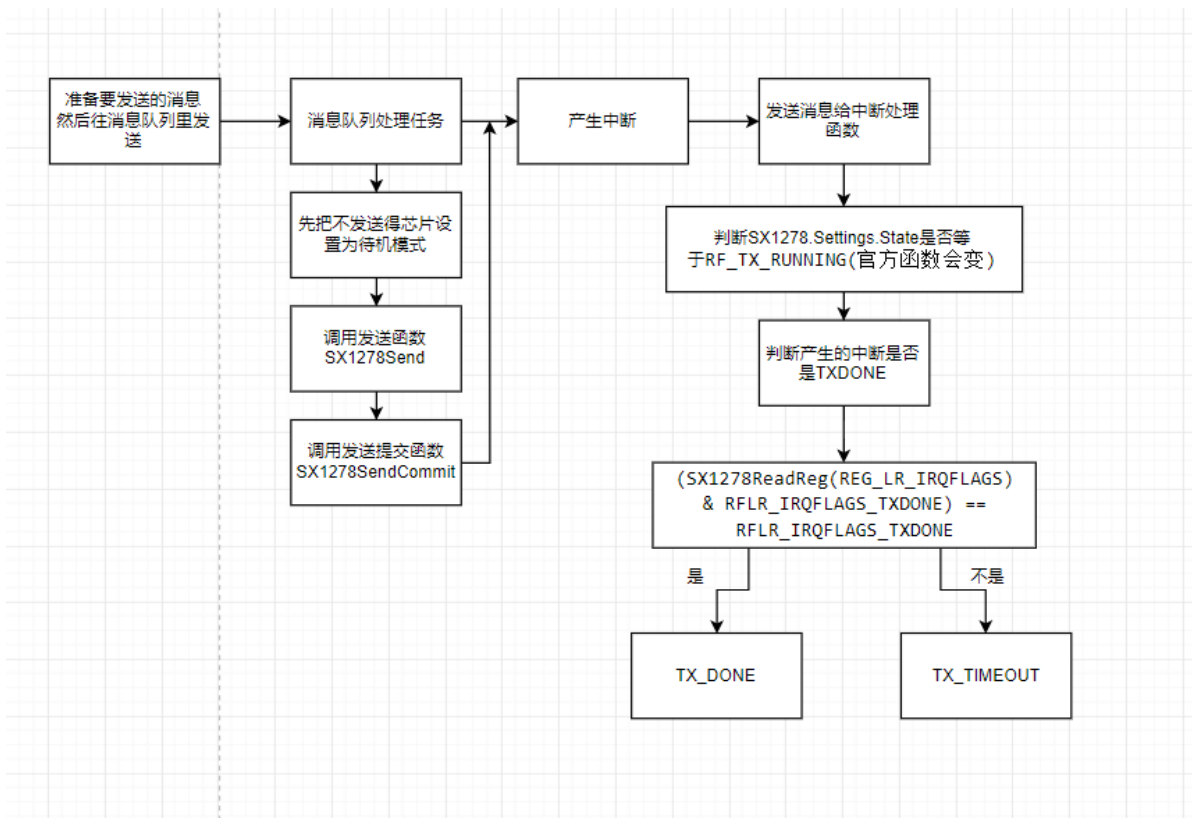 准备要发送的消息
然后往消息队列里发
送
消息队列处理任务
产生中断
发送消息给中断处理
函数
先把不发送得芯片设
置为待机模式
调用发送函数
SX1278Send
调用发送提交函数
SX1278SendCommit
判断SX1278.Settings.State是否等
于RF_TX_RUNNING(官方函数会变)
判断产生的中断是否
是TXDONE
(SX1278ReadReg(REG_LR_IRQFLAGS)
& RFLR_IRQFLAGS_TXDONE) ==
RFLR_IRQFLAGS_TXDONE
是
不是
TX_DONE
TX_TIMEOUT